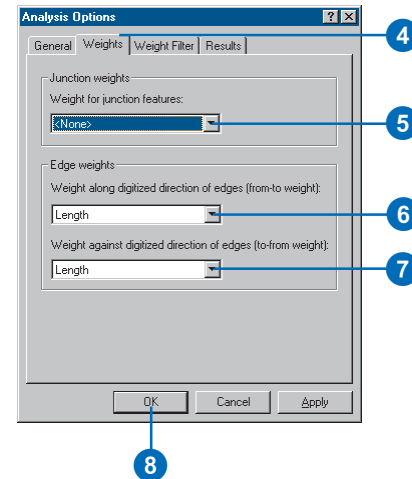 Analysis Options
General Weights Weight Filter Results
4
Junction weights
Weight for junction features:
<None>
5
Edge weights
Weight along digitized direction of edges (from-to weight):
Length
6
Weight against digitized direction of edges (to-from weight):
Length
7
OK Cancel Apply
8